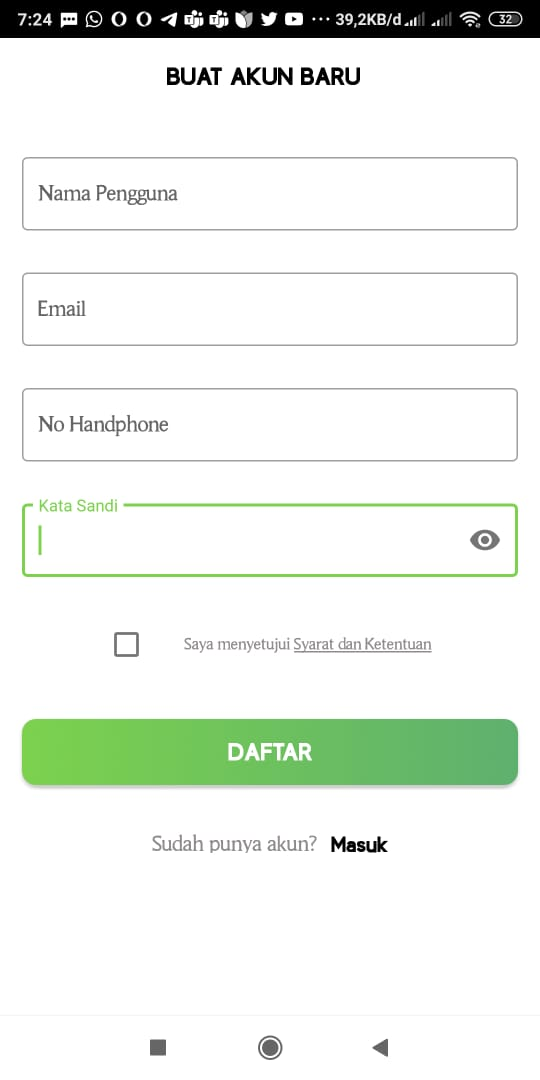 7:24 39,2KB/d 32
BUAT AKUN BARU
Nama Pengguna
Email
No Handphone
Kata Sandi
Saya menyetujui Syarat dan Ketentuan
DAFTAR
Sudah punya akun? Masuk